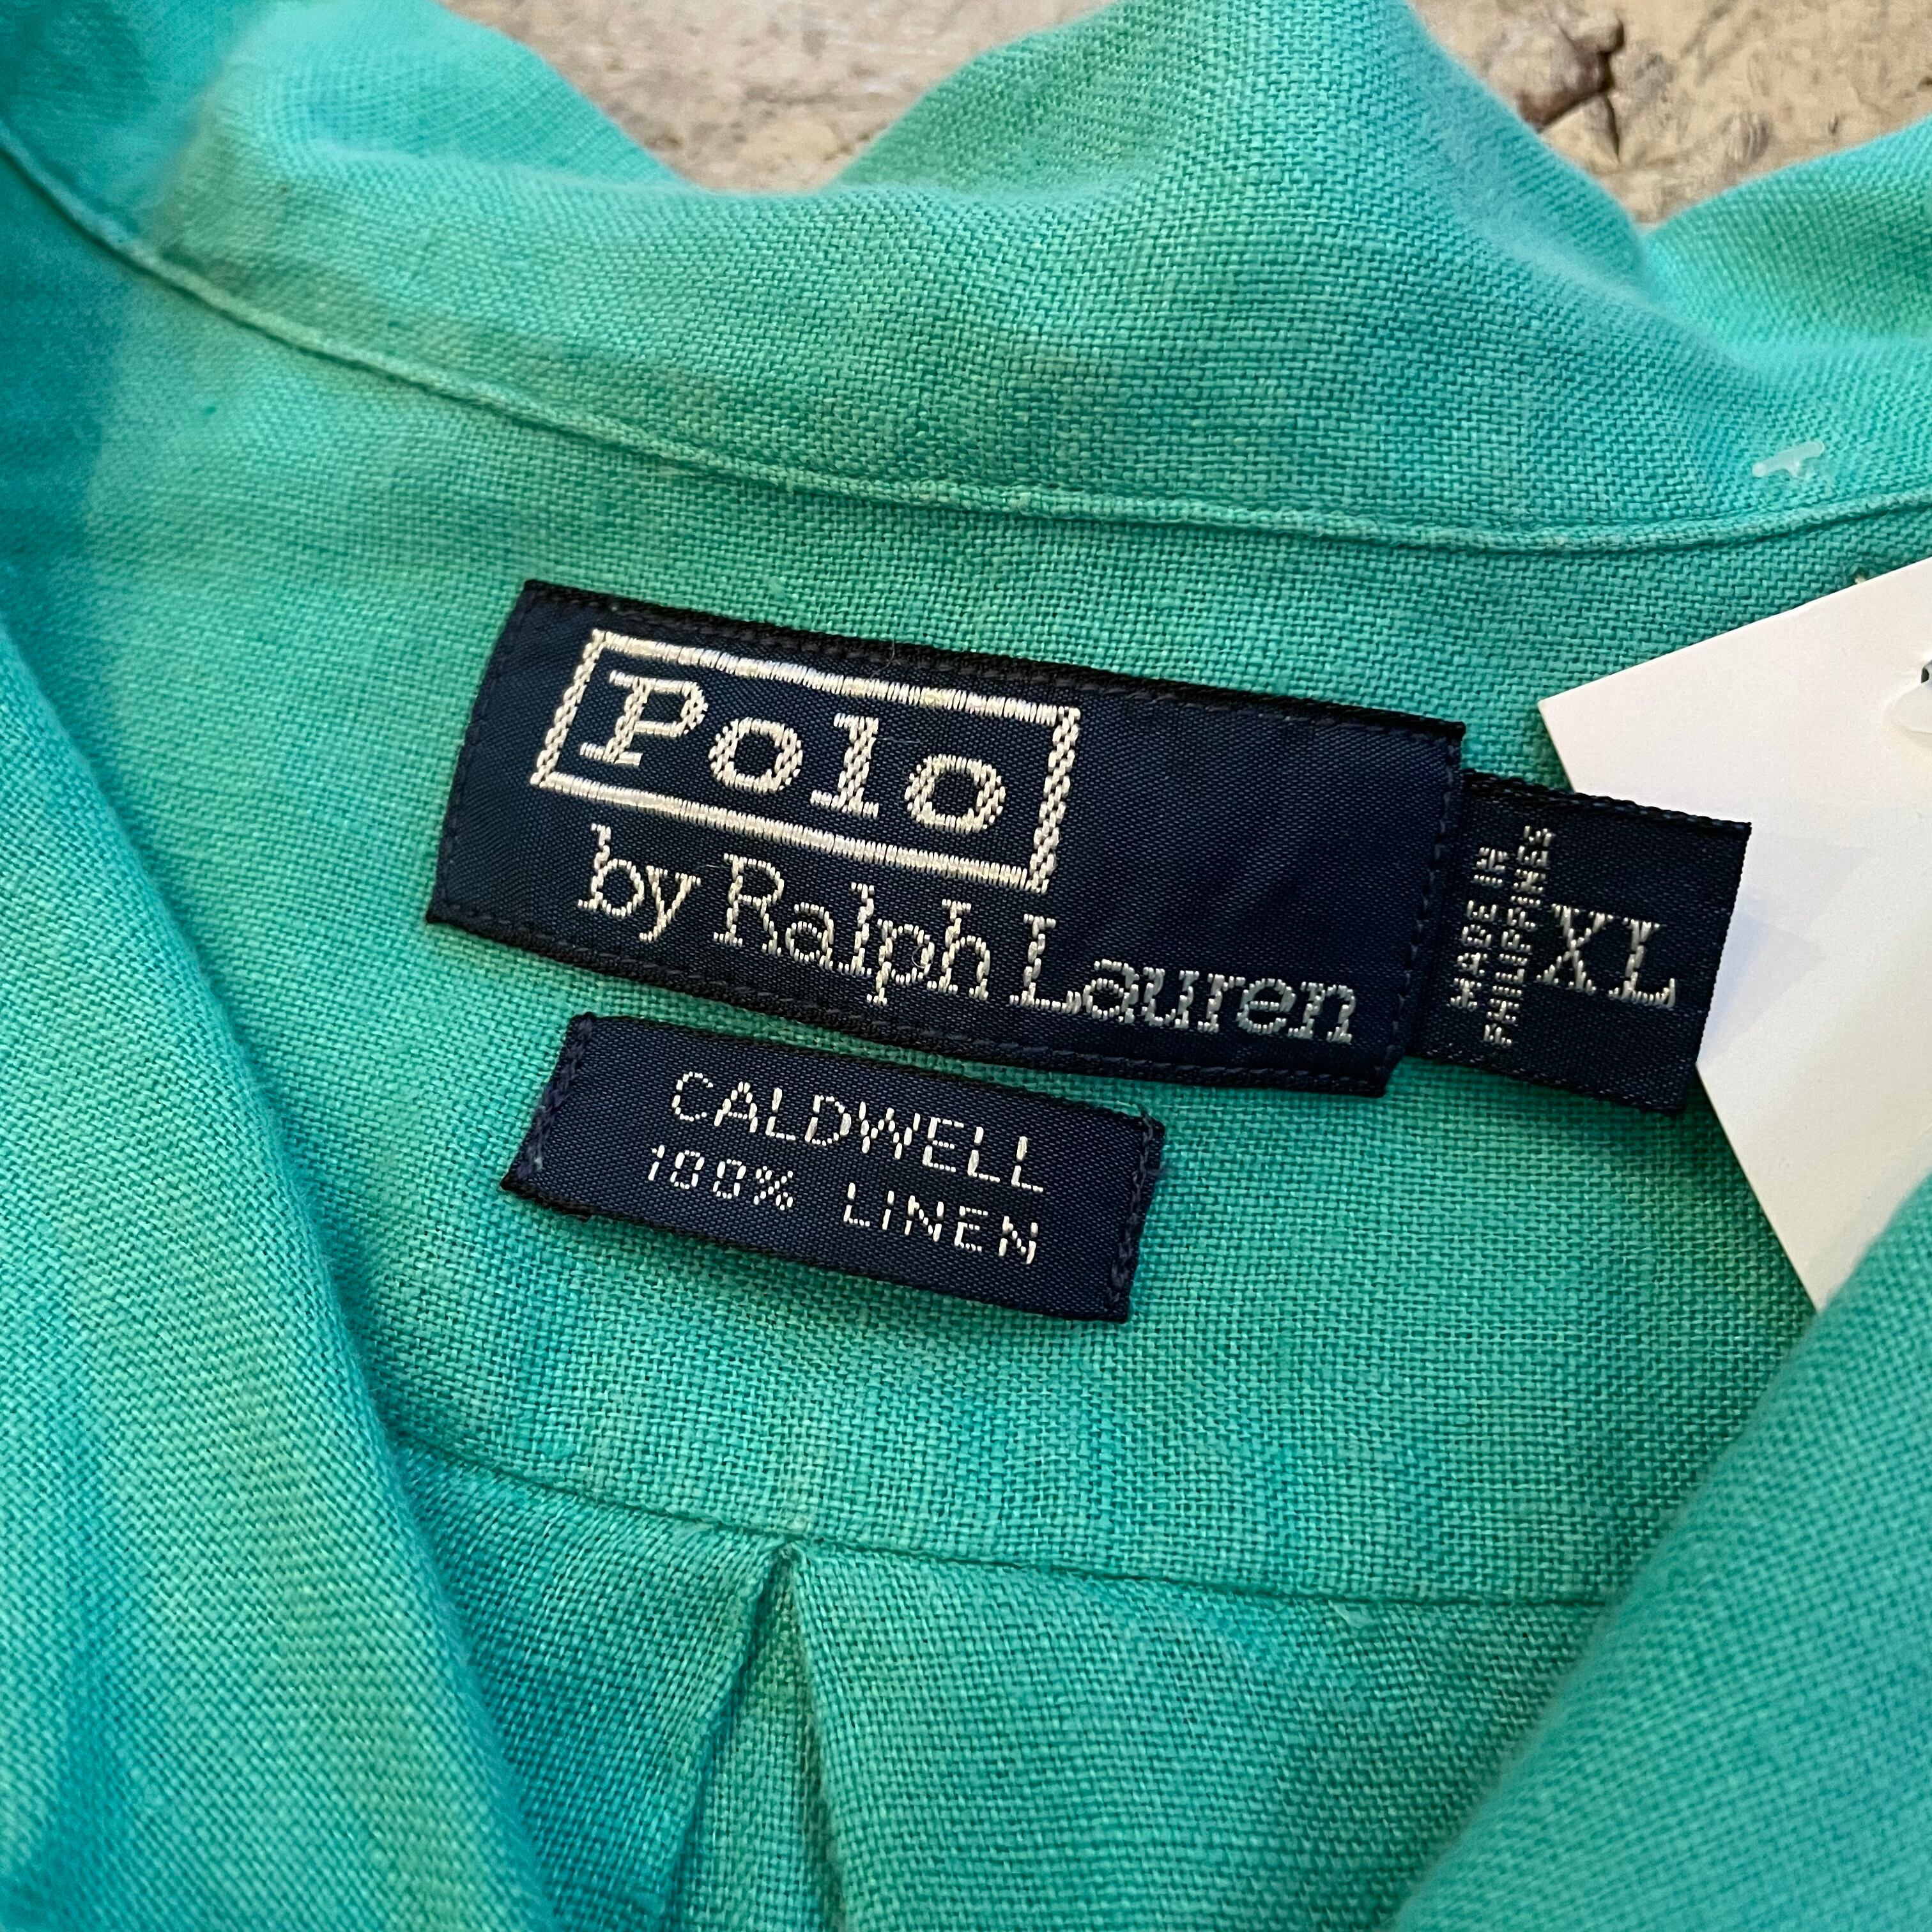 Polo
by Ralph Lauren
MADE IN
PHILIPPINES
XL
CALDWELL
100% LINEN